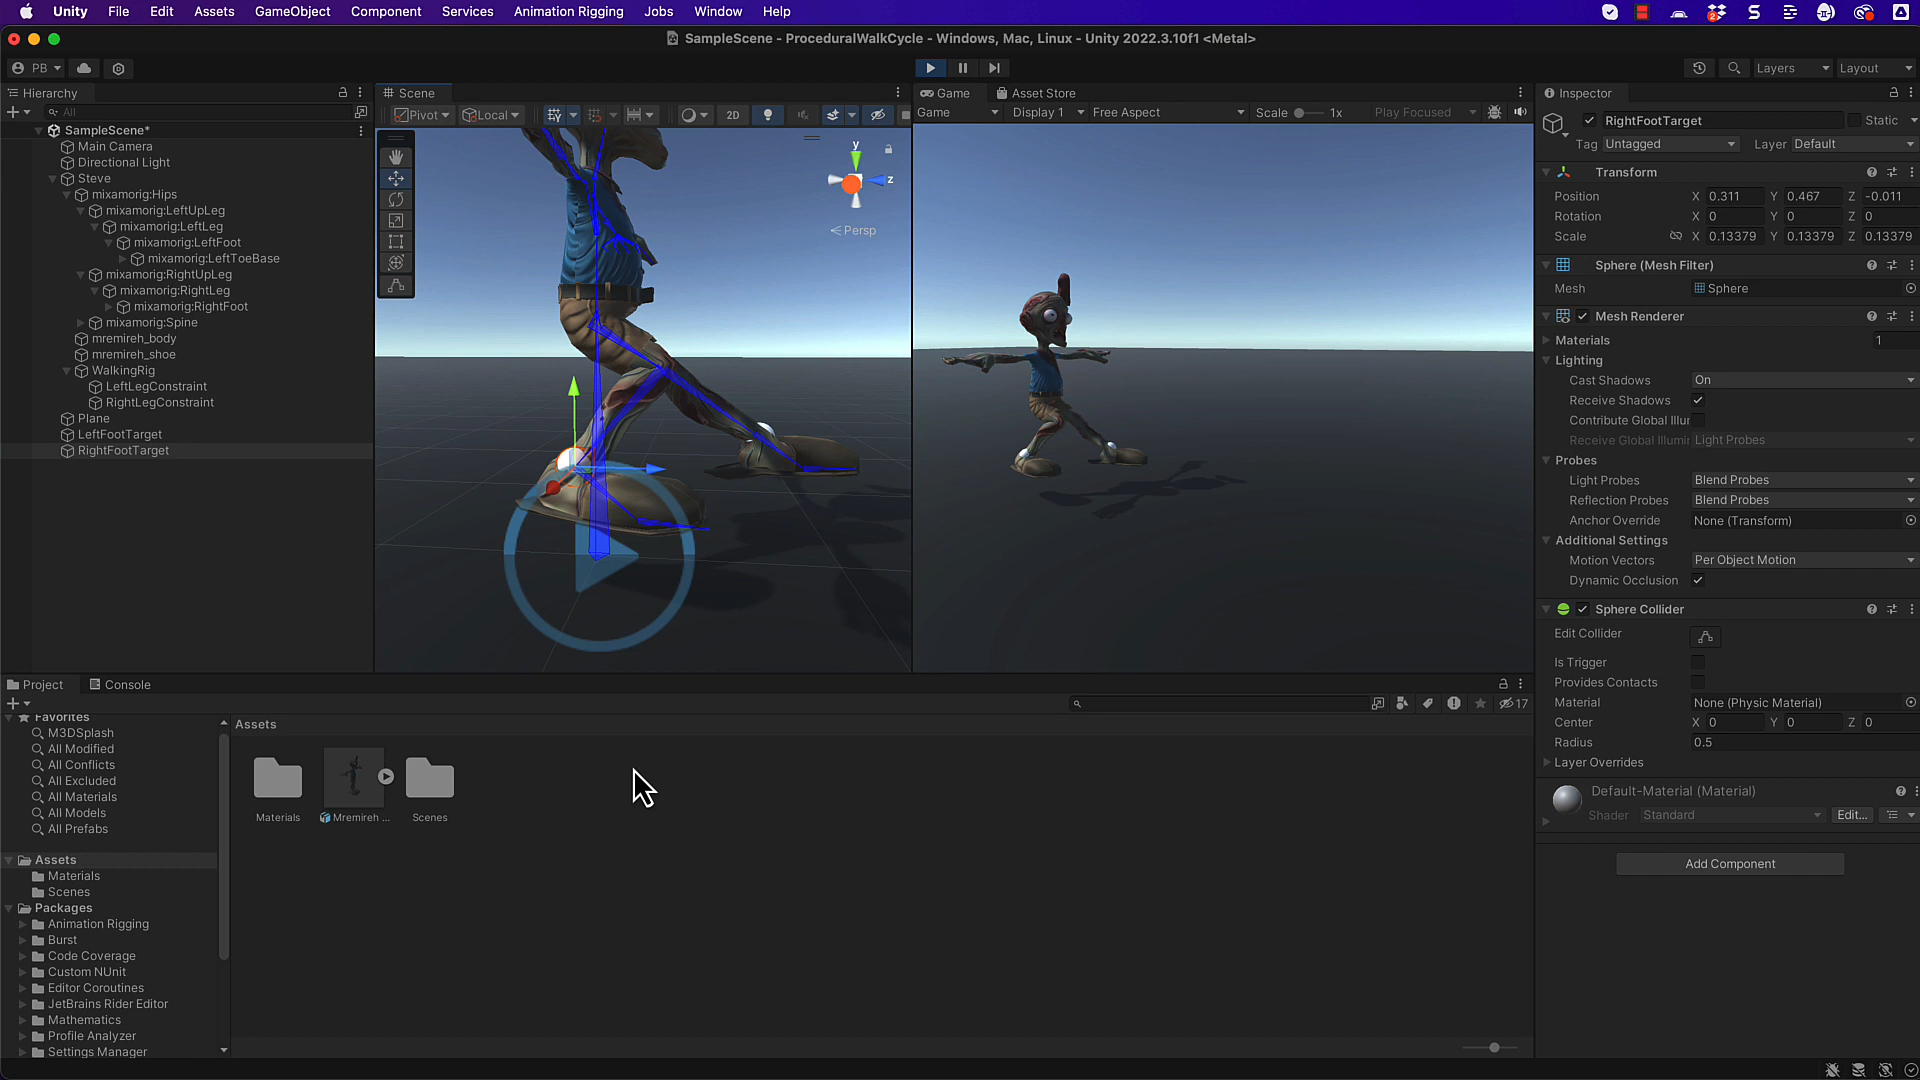 Unity File Edit Assets GameObject Component Services Animation Rigging Jobs Window Help
SampleScene - ProceduralWalkCycle - Windows, Mac, Linux - Unity 2022.3.10f1 <Metal>
PB
Layers Layout
Hierarchy
All
SampleScene*
Main Camera
Directional Light
Steve
mixamorig:Hips
mixamorig:LeftUpLeg
mixamorig:LeftLeg
mixamorig:LeftFoot
mixamorig:LeftToeBase
mixamorig:RightUpLeg
mixamorig:RightLeg
mixamorig:RightFoot
mixamorig:Spine
mremireh_body
mremireh_shoe
WalkingRig
LeftLegConstraint
RightLegConstraint
Plane
LeftFootTarget
RightFootTarget
Scene
Pivot Local 2D
y
z
Persp
Game Asset Store
Game Display 1 Free Aspect Scale 1x Play Focused
Inspector
RightFootTarget Static
Tag Untagged Layer Default
Transform
Position X 0.311 Y 0.467 Z -0.011
Rotation X 0 Y 0 Z 0
Scale X 0.13379 Y 0.13379 Z 0.13379
Sphere (Mesh Filter)
Mesh Sphere
Mesh Renderer
Materials 1
Lighting
Cast Shadows On
Receive Shadows
Contribute Global Illur
Receive Global Illumin Light Probes
Probes
Light Probes Blend Probes
Reflection Probes Blend Probes
Anchor Override None (Transform)
Additional Settings
Motion Vectors Per Object Motion
Dynamic Occlusion
Sphere Collider
Edit Collider
Is Trigger
Provides Contacts
Material None (Physic Material)
Center X 0 Y 0 Z 0
Radius 0.5
Layer Overrides
Default-Material (Material)
Shader Standard Edit...
Add Component
Project Console
17
Favorites
M3DSplash
All Modified
All Conflicts
All Excluded
All Materials
All Models
All Prefabs
Assets
Materials
Scenes
Packages
Animation Rigging
Burst
Code Coverage
Custom NUnit
Editor Coroutines
JetBrains Rider Editor
Mathematics
Profile Analyzer
Settings Manager
Assets
Materials Mremireh ... Scenes